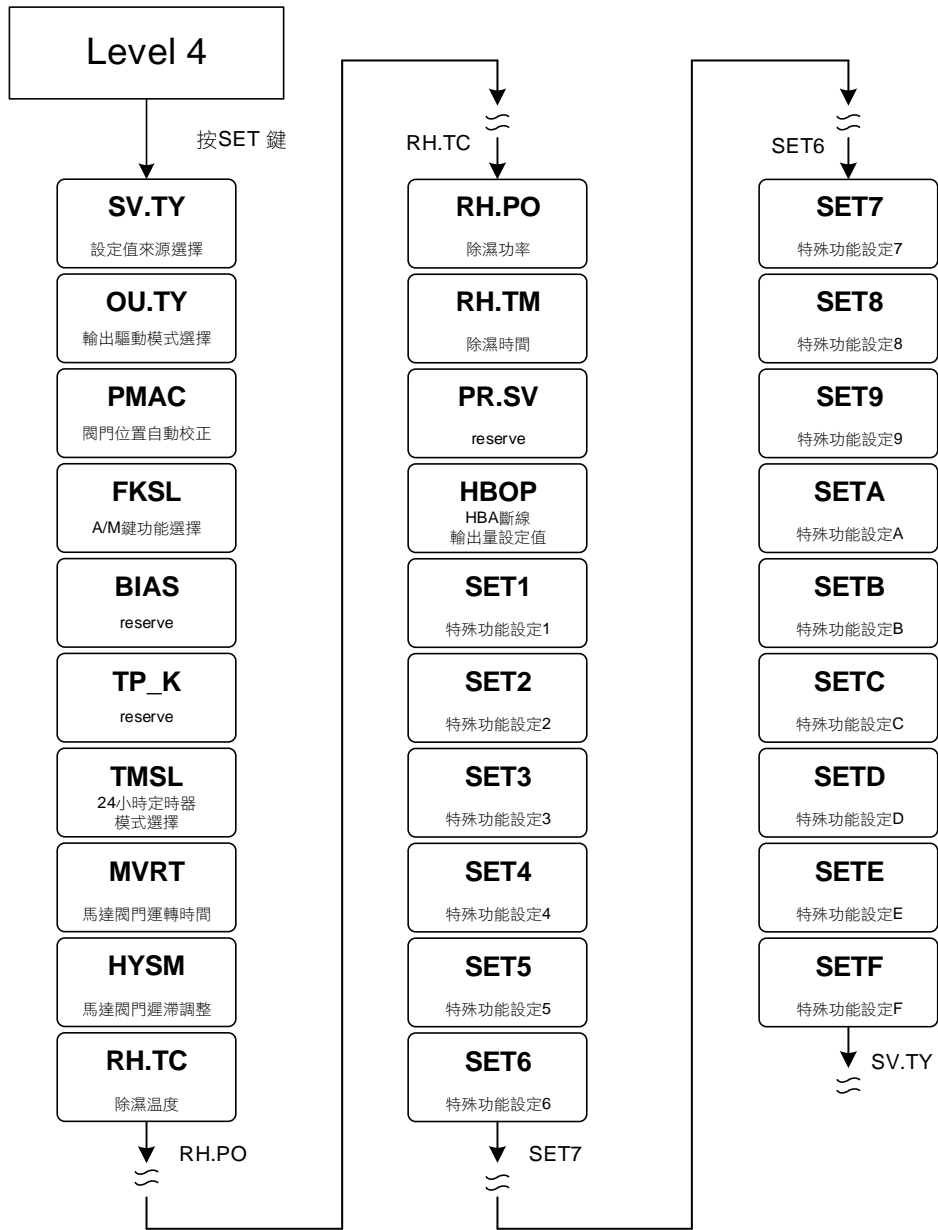 Level 4
按SET 鍵
SV.TY
設定值來源選擇
OU.TY
輸出驅動模式選擇
PMAC
閥門位置自動校正
FKSL
A/M鍵功能選擇
BIAS
reserve
TP_K
reserve
TMSL
24小時定時器
模式選擇
MVRT
馬達閥門運轉時間
HYSM
馬達閥門遲滯調整
RH.TC
除濕溫度
RH.PO
RH.TC
RH.PO
除濕功率
RH.TM
除濕時間
PR.SV
reserve
HBOP
HBA斷線
輸出量設定值
SET1
特殊功能設定1
SET2
特殊功能設定2
SET3
特殊功能設定3
SET4
特殊功能設定4
SET5
特殊功能設定5
SET6
特殊功能設定6
SET7
SET6
SET7
特殊功能設定7
SET8
特殊功能設定8
SET9
特殊功能設定9
SETA
特殊功能設定A
SETB
特殊功能設定B
SETC
特殊功能設定C
SETD
特殊功能設定D
SETE
特殊功能設定E
SETF
特殊功能設定F
SV.TY